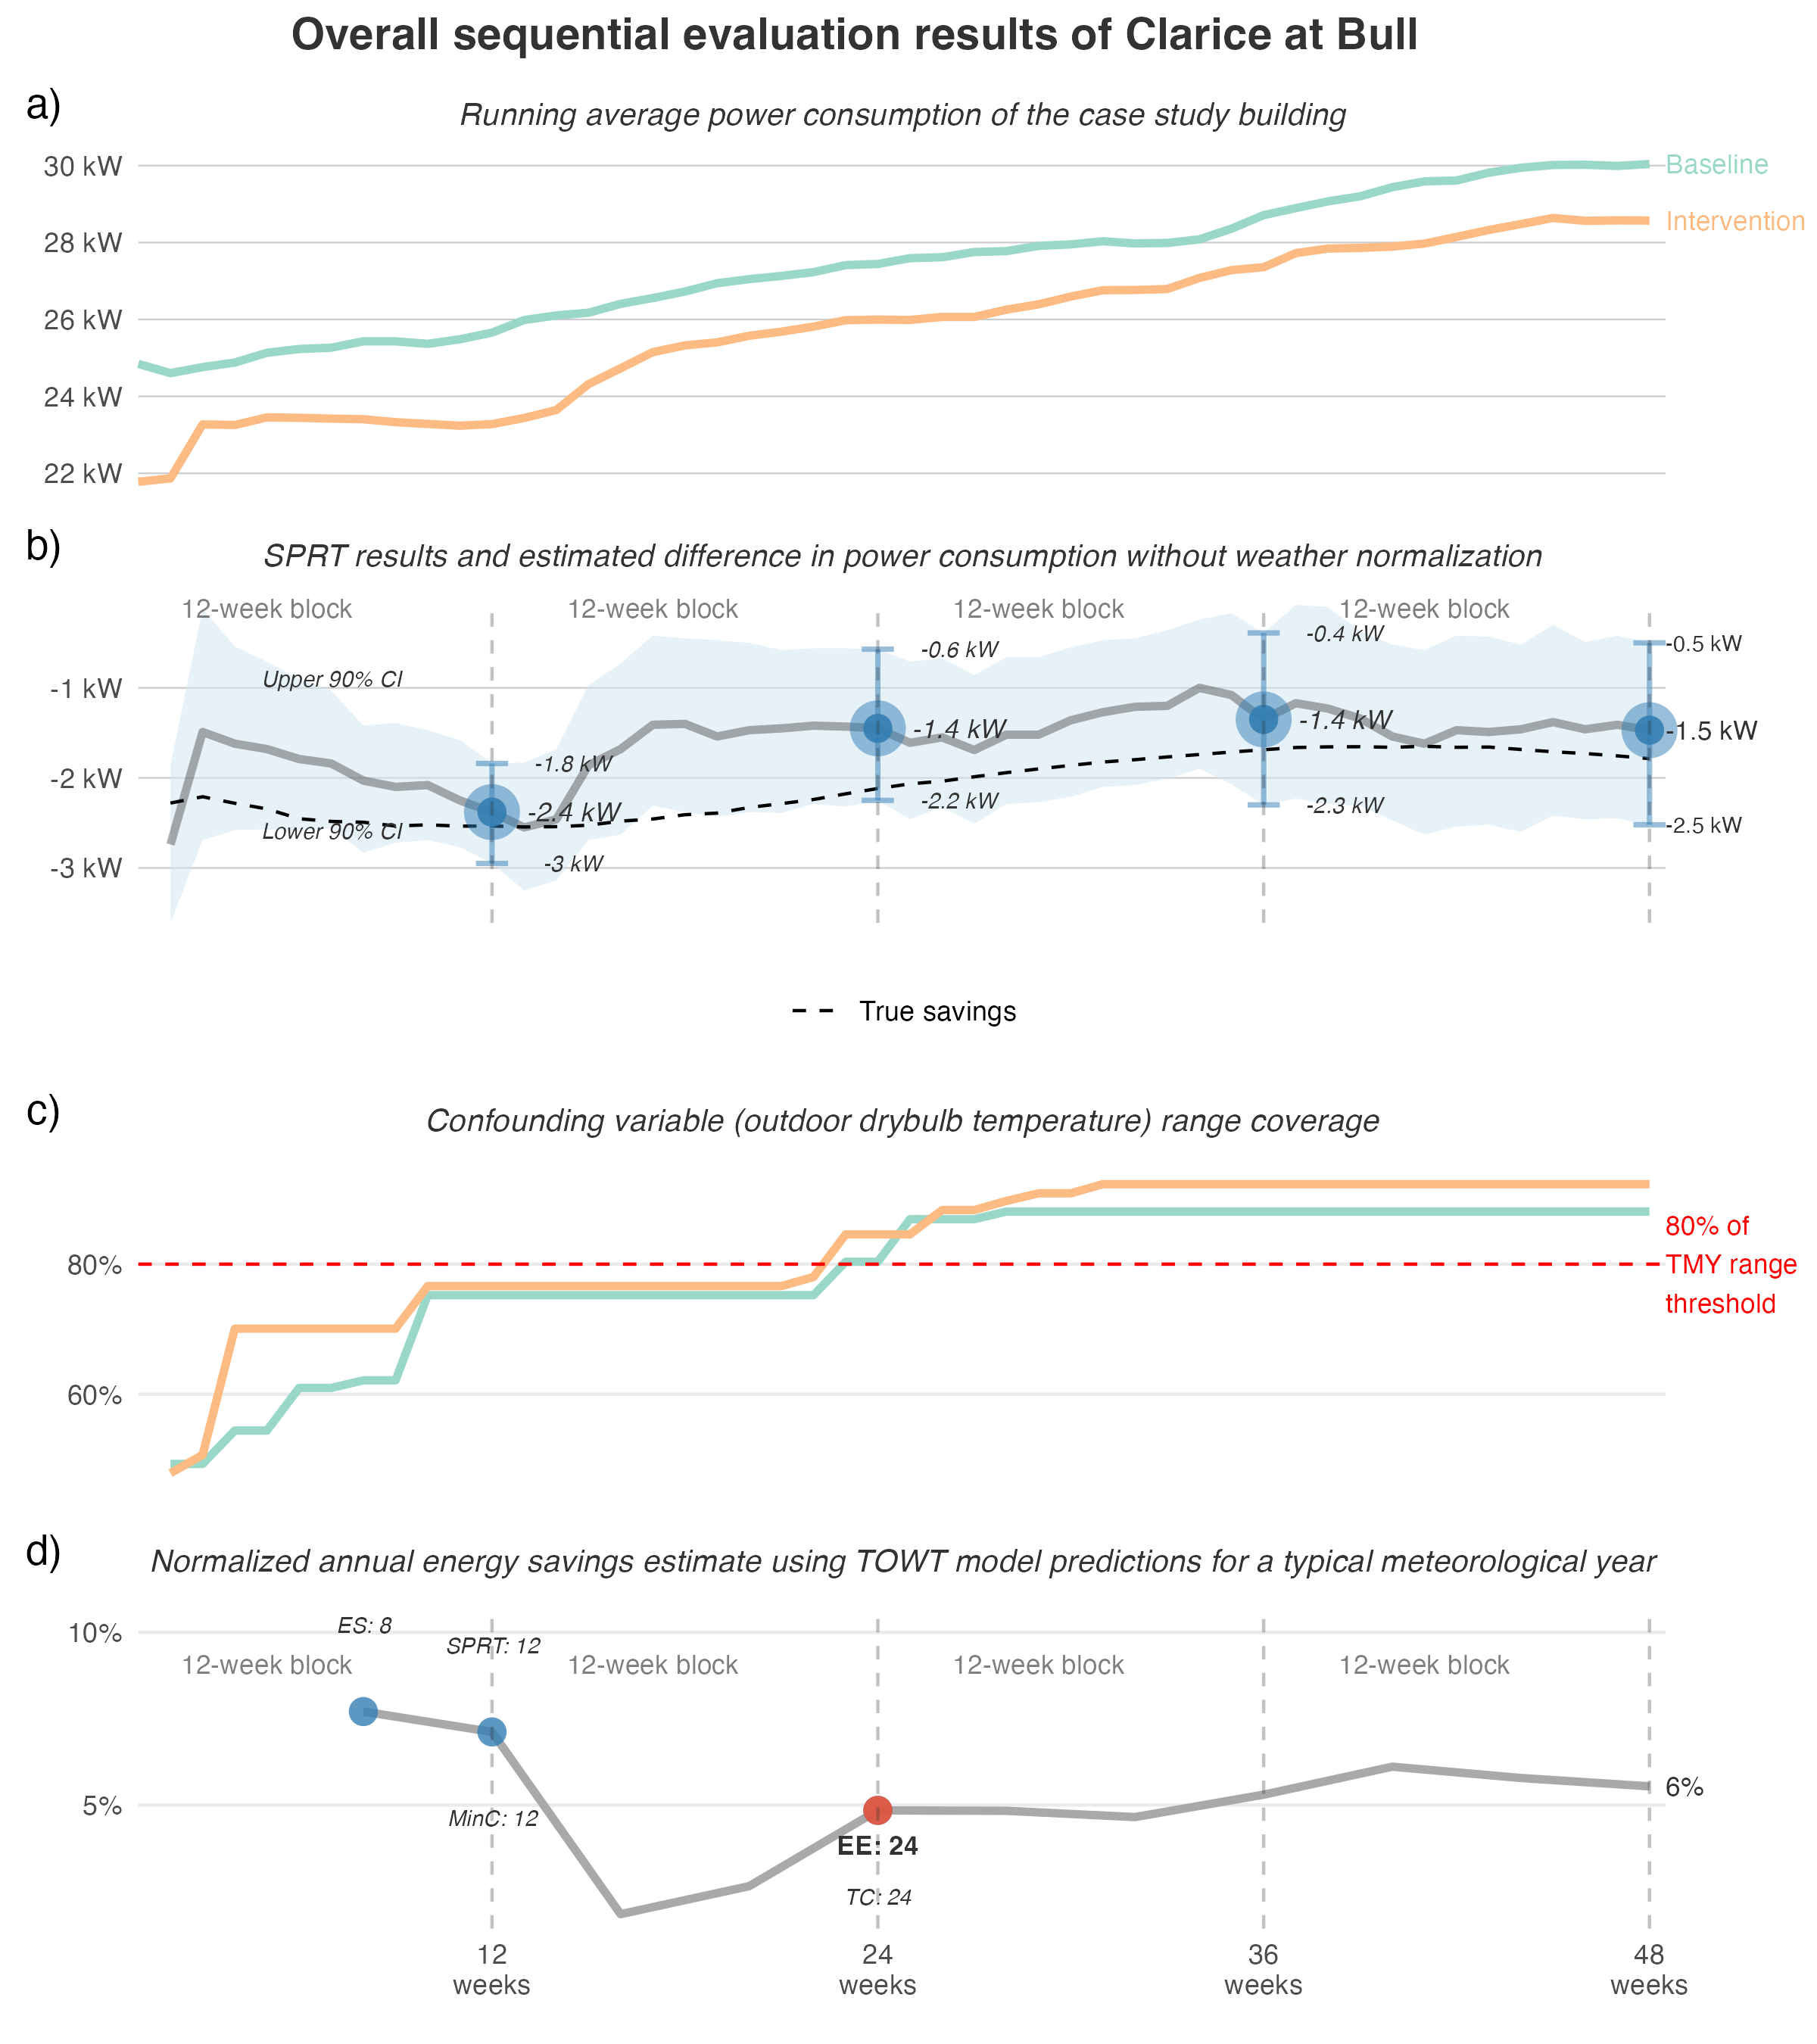 Overall sequential evaluation results of Clarice at Bull
a)
Running average power consumption of the case study building
30 kW
28 kW
26 kW
24 kW
22 kW
Baseline
Intervention
b)
SPRT results and estimated difference in power consumption without weather normalization
12-week block
12-week block
12-week block
12-week block
-1 kW
-2 kW
-3 kW
Upper 90% CI
Lower 90% CI
-1.8 kW
-2.4 kW
-3 kW
-0.6 kW
-1.4 kW
-2.2 kW
-0.4 kW
-1.4 kW
-2.3 kW
-0.5 kW
-1.5 kW
-2.5 kW
True savings
c)
Confounding variable (outdoor drybulb temperature) range coverage
80%
60%
80% of
TMY range
threshold
d)
Normalized annual energy savings estimate using TOWT model predictions for a typical meteorological year
10%
5%
ES: 8
SPRT: 12
12-week block
12-week block
12-week block
12-week block
MinC: 12
EE: 24
TC: 24
6%
12
weeks
24
weeks
36
weeks
48
weeks